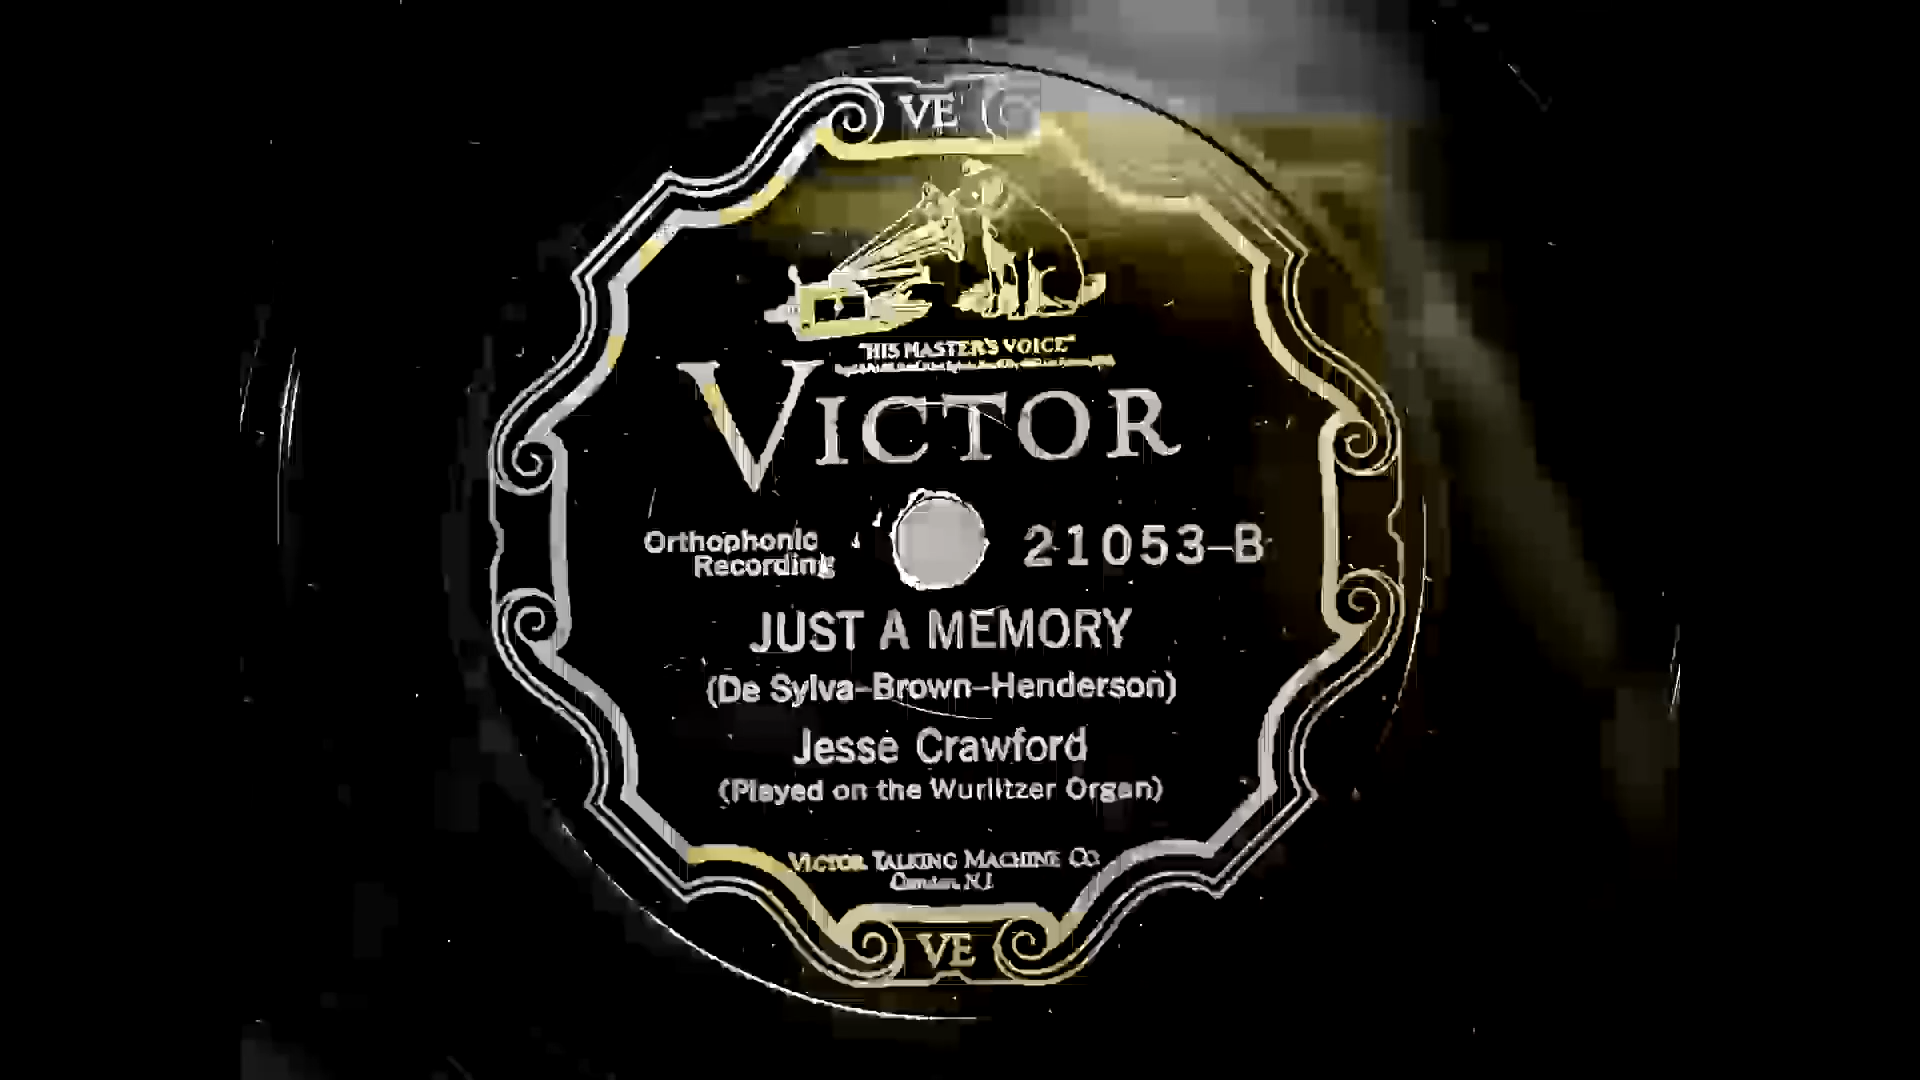 VE
"HIS MASTER'S VOICE"
VICTOR
Orthophonic
Recording
21053-B
JUST A MEMORY
(De Sylva-Brown-Henderson)
Jesse Crawford
(Played on the Wurlitzer Organ)
VICTOR TALKING MACHINE CO
Camden, N.J.
VE